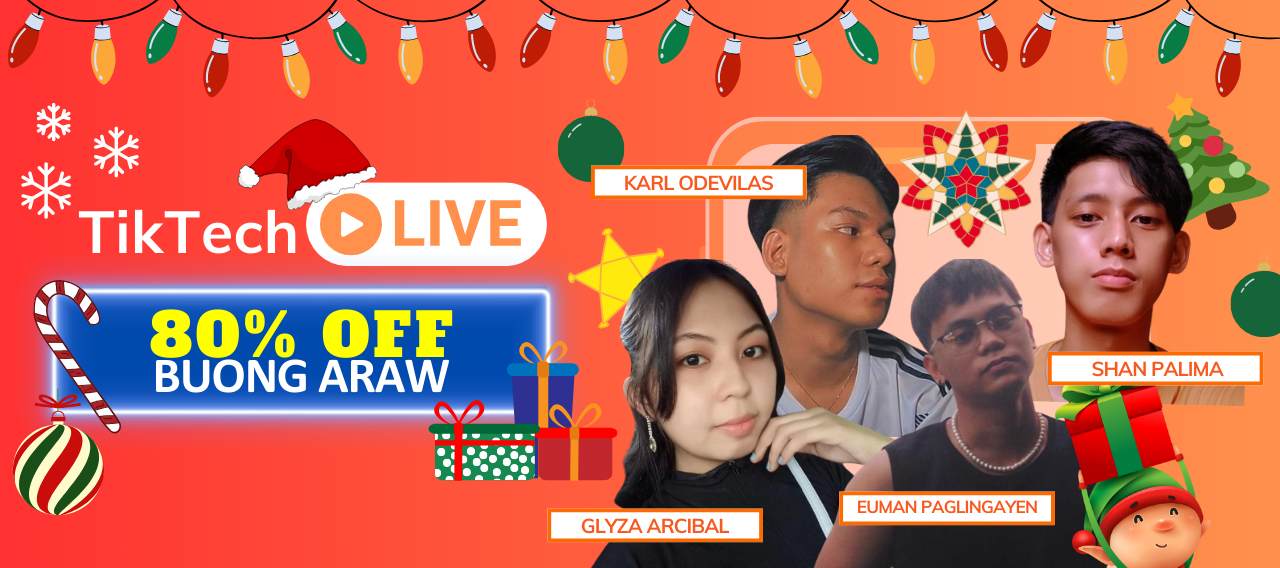 TikTech LIVE
80% OFF
BUONG ARAW
KARL ODEVILAS
SHAN PALIMA
EUMAN PAGLINGAYEN
GLYZA ARCIBAL